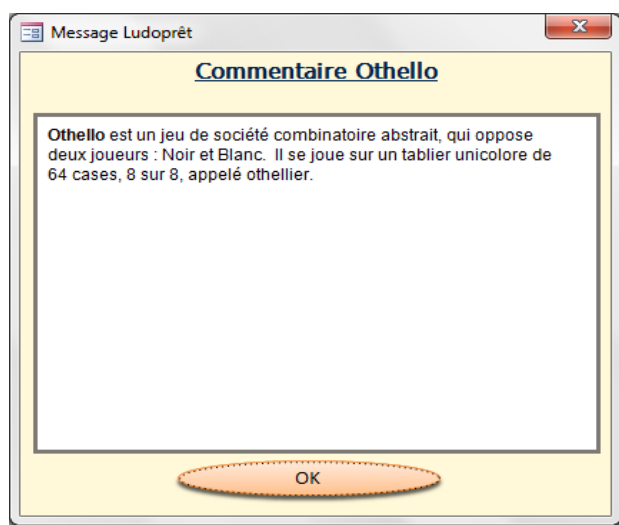 Message Ludoprêt
Commentaire Othello
Othello est un jeu de société combinatoire abstrait, qui oppose
deux joueurs : Noir et Blanc. Il se joue sur un tablier unicolore de
64 cases, 8 sur 8, appelé othellier.
OK